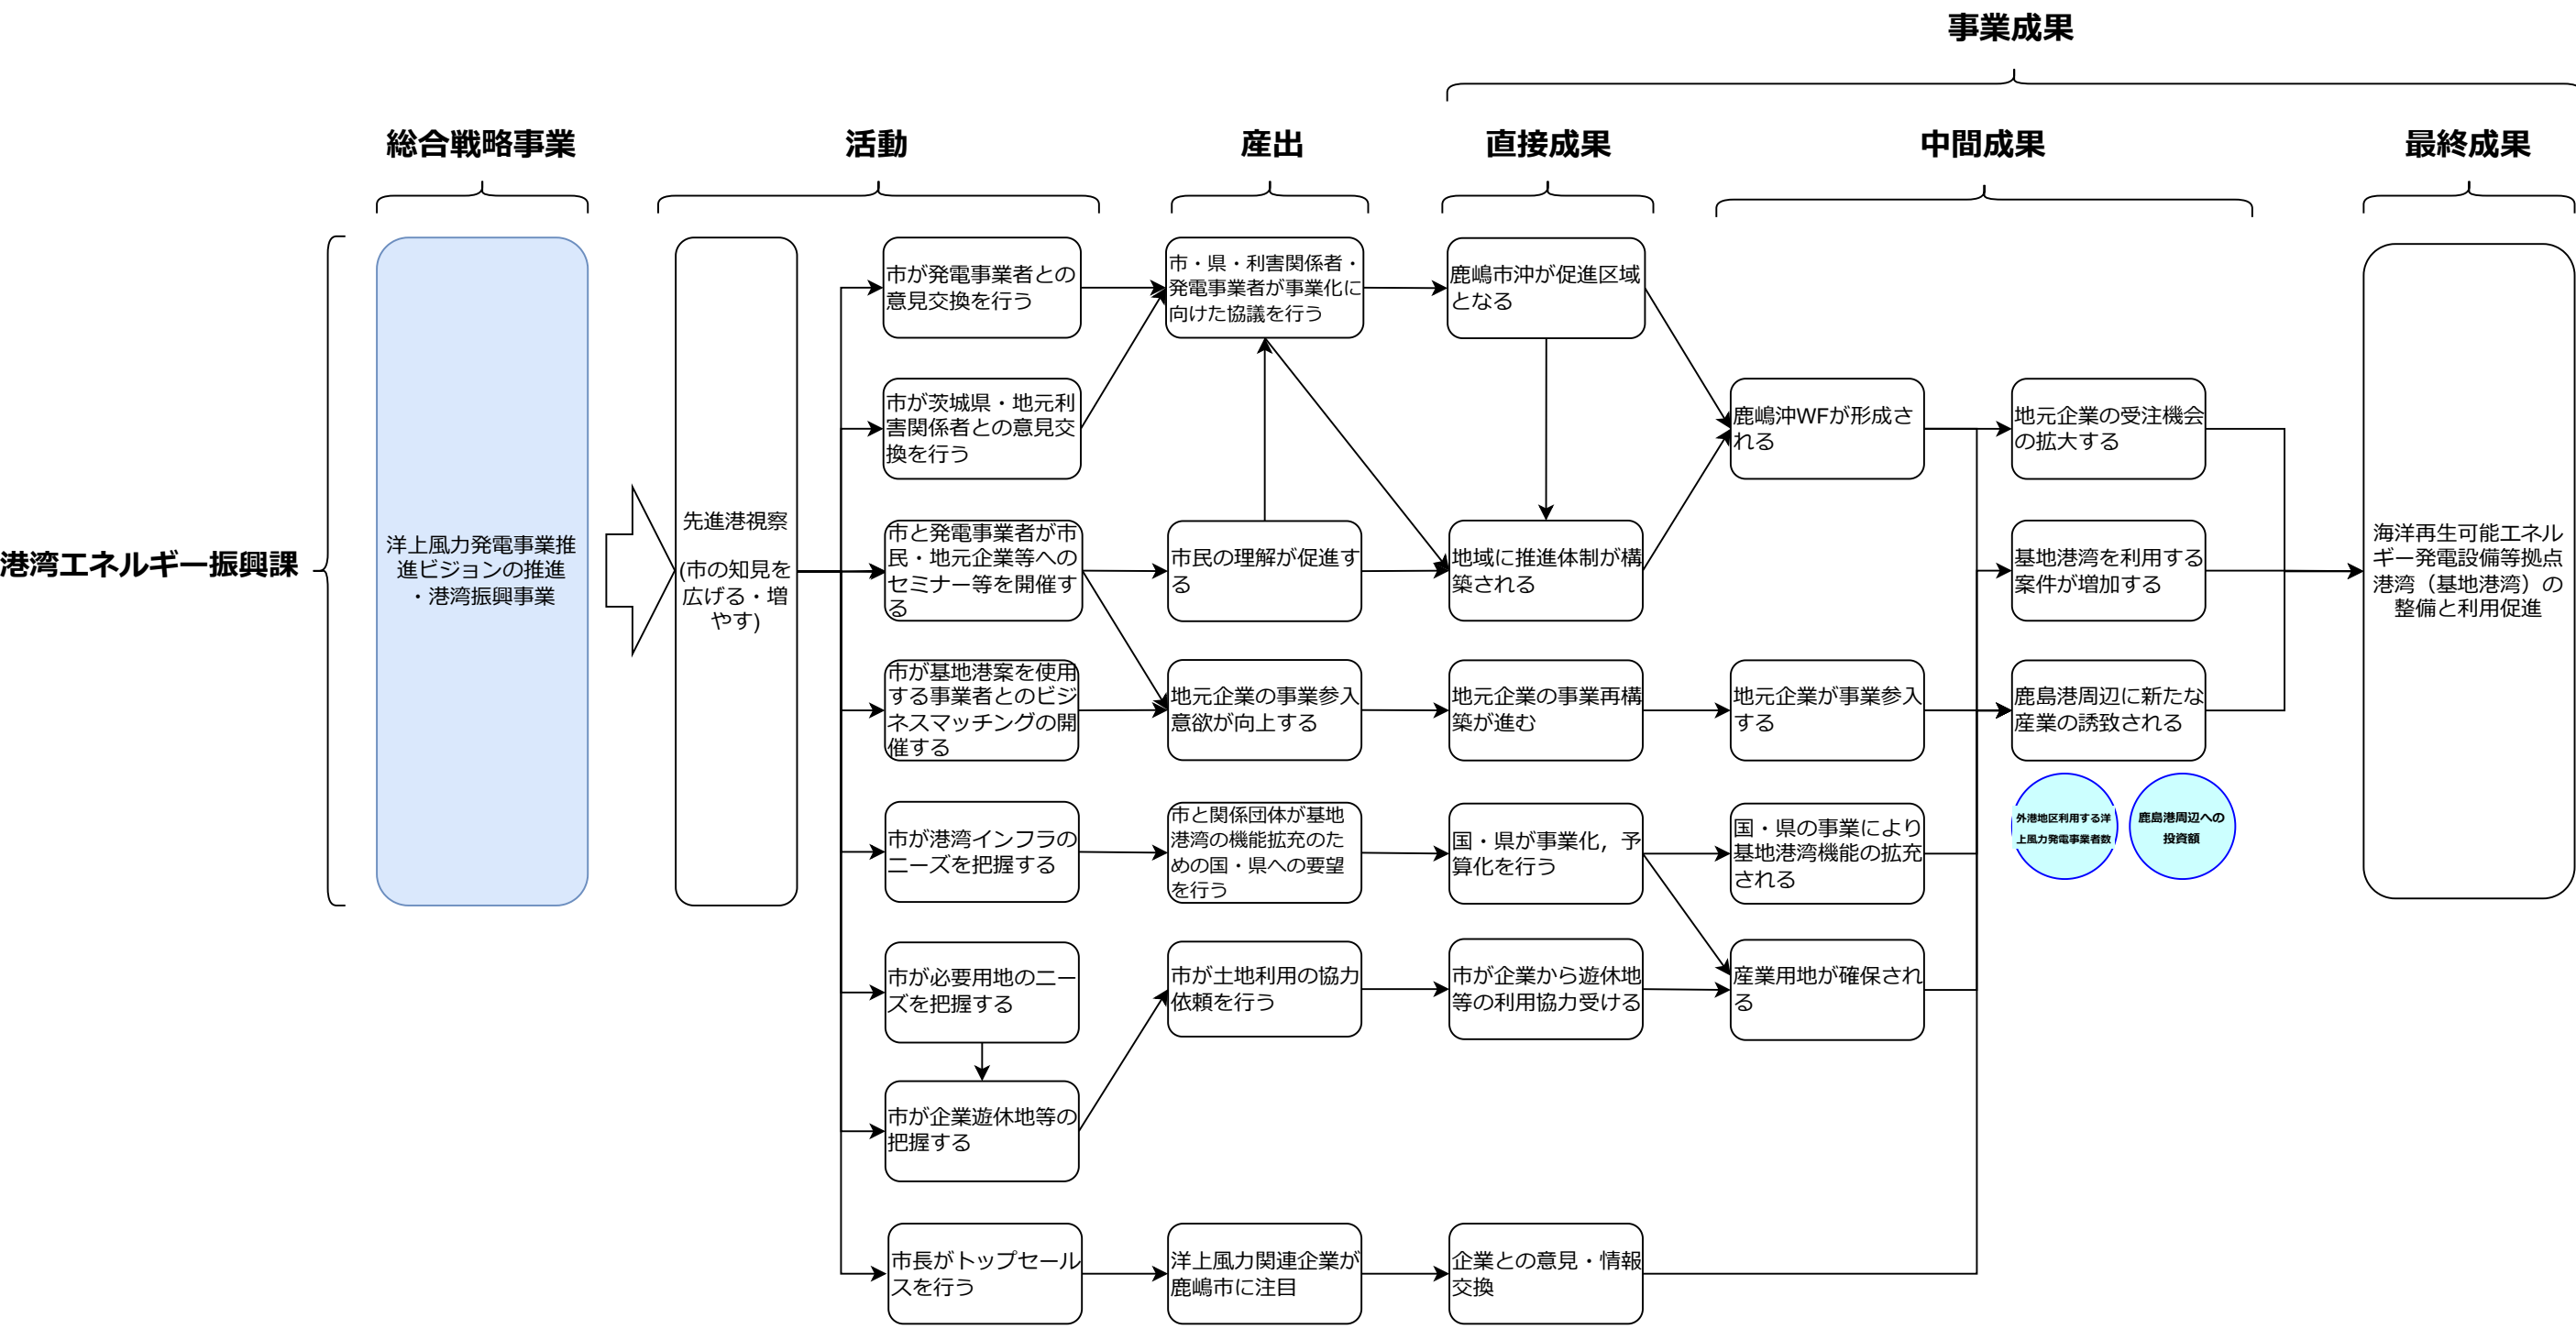 事業成果
総合戦略事業
活動
産出
直接成果
中間成果
最終成果
港湾エネルギー振興課
洋上風力発電事業推
進ビジョンの推進
・港湾振興事業
先進港視察
(市の知見を
広げる・増
やす)
市が発電事業者との
意見交換を行う
市が茨城県・地元利
害関係者との意見交
換を行う
市と発電事業者が市
民・地元企業等への
セミナー等を開催す
る
市が基地港案を使用
する事業者とのビジ
ネスマッチングの開
催する
市が港湾インフラの
ニーズを把握する
市が必要用地のニー
ズを把握する
市が企業遊休地等の
把握する
市長がトップセール
スを行う
市・県・利害関係者・
発電事業者が事業化に
向けた協議を行う
市民の理解が促進す
る
地元企業の事業参入
意欲が向上する
市と関係団体が基地
港湾の機能拡充のた
めの国・県への要望
を行う
市が土地利用の協力
依頼を行う
洋上風力関連企業が
鹿嶋市に注目
鹿嶋市沖が促進区域
となる
地域に推進体制が構
築される
地元企業の事業再構
築が進む
国・県が事業化，予
算化を行う
市が企業から遊休地
等の利用協力受ける
企業との意見・情報
交換
鹿嶋沖WFが形成さ
れる
地元企業が事業参入
する
国・県の事業により
基地港湾機能の拡充
される
産業用地が確保され
る
地元企業の受注機会
の拡大する
基地港湾を利用する
案件が増加する
鹿島港周辺に新たな
産業の誘致される
外港地区利用する洋
上風力発電事業者数
鹿島港周辺への
投資額
海洋再生可能エネル
ギー発電設備等拠点
港湾（基地港湾）の
整備と利用促進